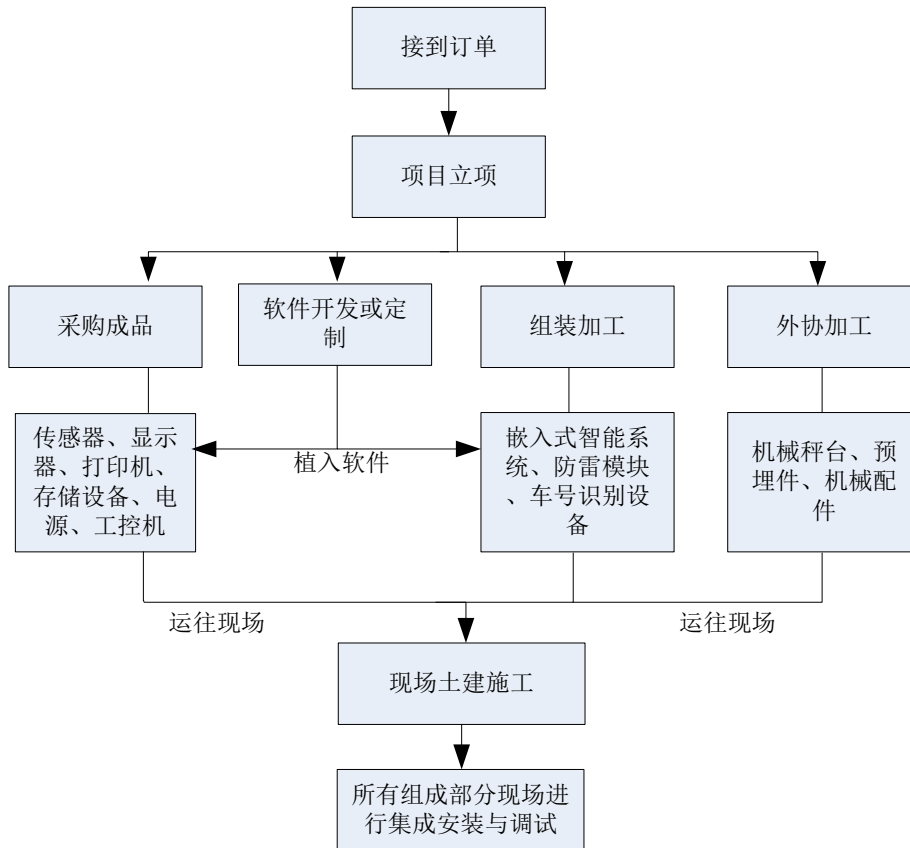 接到订单
项目立项
采购成品
软件开发或定
制
组装加工
外协加工
传感器、显示
器、打印机、
存储设备、电
源、工控机
植入软件
嵌入式智能系
统、防雷模块
、车号识别设
备
机械秤台、预
埋件、机械配
件
运往现场
运往现场
现场土建施工
所有组成部分现场进
行集成安装与调试